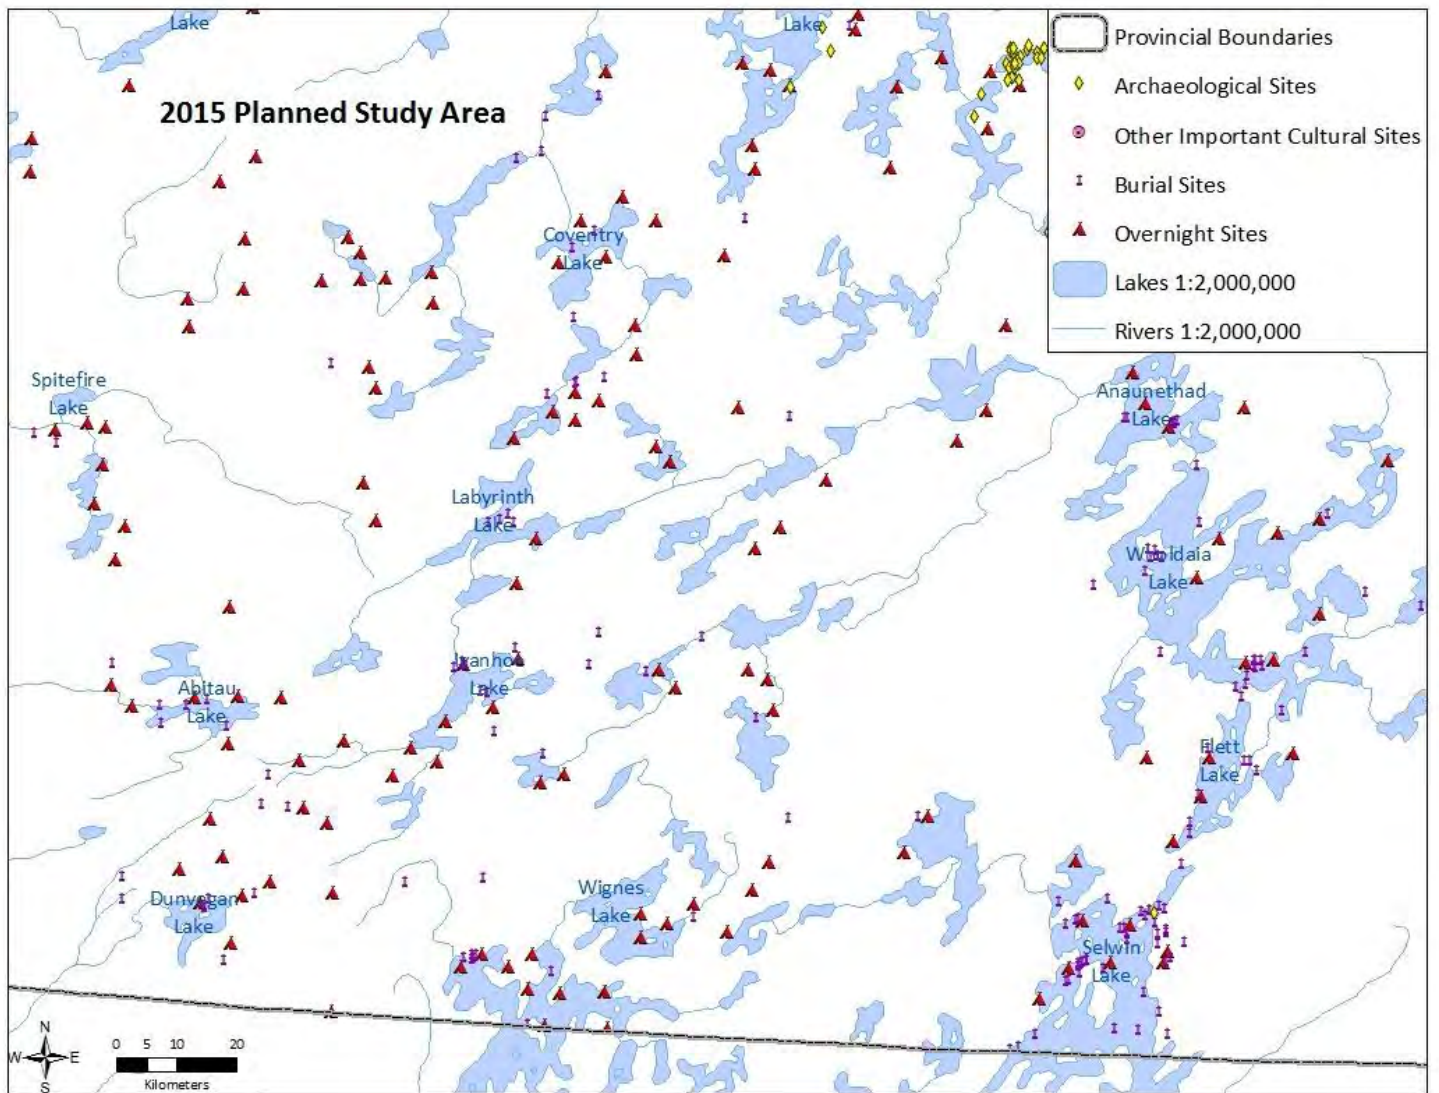 Lake
Lake
2015 Planned Study Area
Provincial Boundaries
Archaeological Sites
Other Important Cultural Sites
Burial Sites
Overnight Sites
Lakes 1:2,000,000
Rivers 1:2,000,000
Coventry
Lake
Spitefire
Lake
Anaunethad
Lake
Labyrinth
Lake
Wholdaia
Lake
Ivanhoe
Lake
Abitau
Lake
Flett
Lake
Wignes
Lake
Dunvegan
Lake
Selwin
Lake
N
W E
S
0 5 10 20
Kilometers